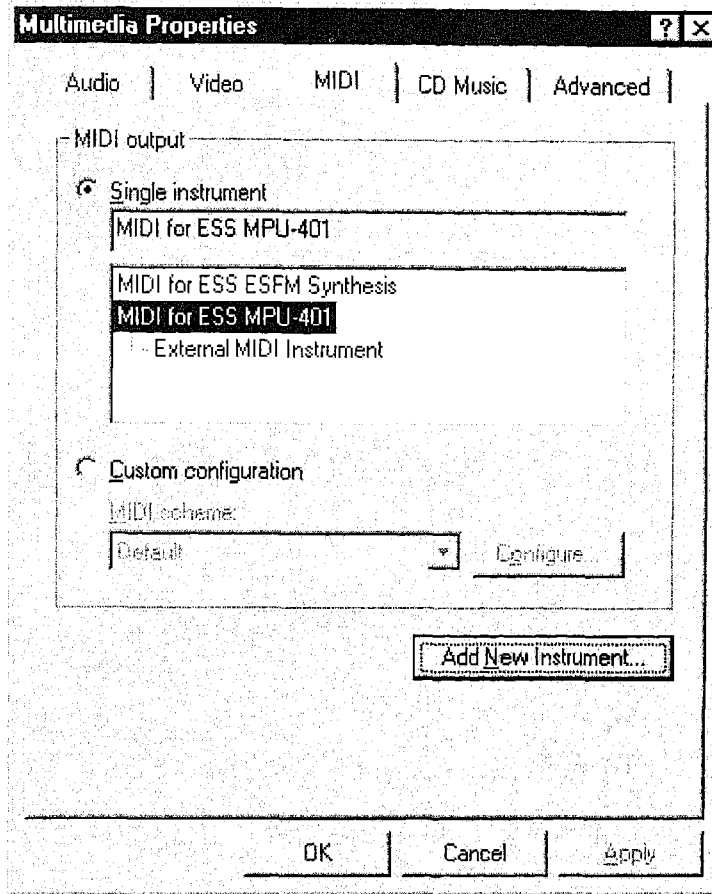 Multimedia Properties ? ×
Audio Video MIDI CD Music Advanced
MIDI output
Single instrument
MIDI for ESS MPU-401
MIDI for ESS ESFM Synthesis
MIDI for ESS MPU-401
External MIDI Instrument
Custom configuration
MIDI scheme:
Default Configure...
Add New Instrument...
OK Cancel Apply